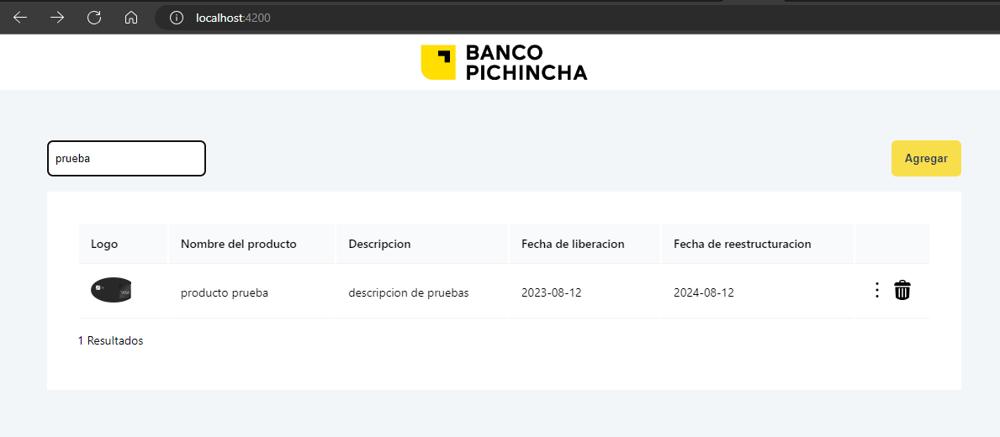 localhost:4200
BANCO
PICHINCHA
prueba
Agregar
Logo Nombre del producto Descripcion Fecha de liberacion Fecha de reestructuracion
VISA producto prueba descripcion de pruebas 2023-08-12 2024-08-12
1 Resultados